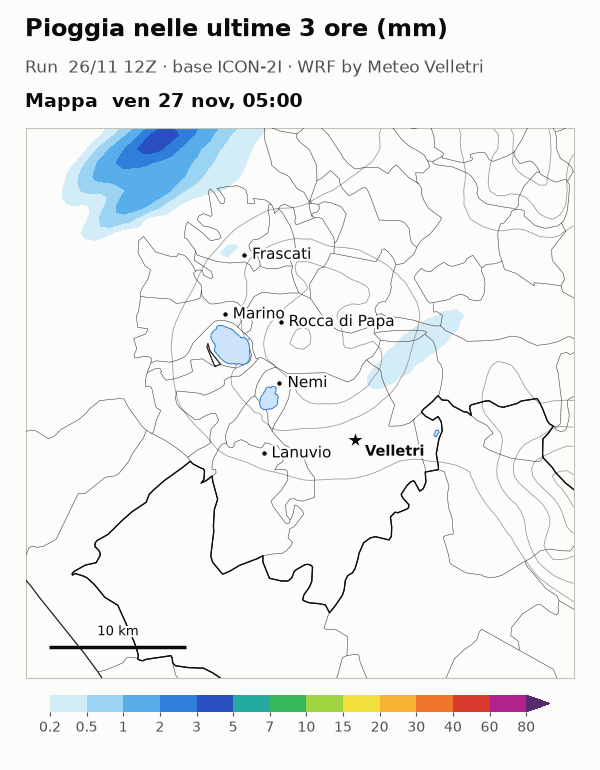 Pioggia nelle ultime 3 ore (mm)
Run  26/11 12Z · base ICON-2I · WRF by Meteo Velletri
Mappa  ven 27 nov, 05:00
Frascati
Marino
Rocca di Papa
Nemi
Lanuvio
Velletri
10 km
0.2 0.5 1 2 3 5 7 10 15 20 30 40 60 80